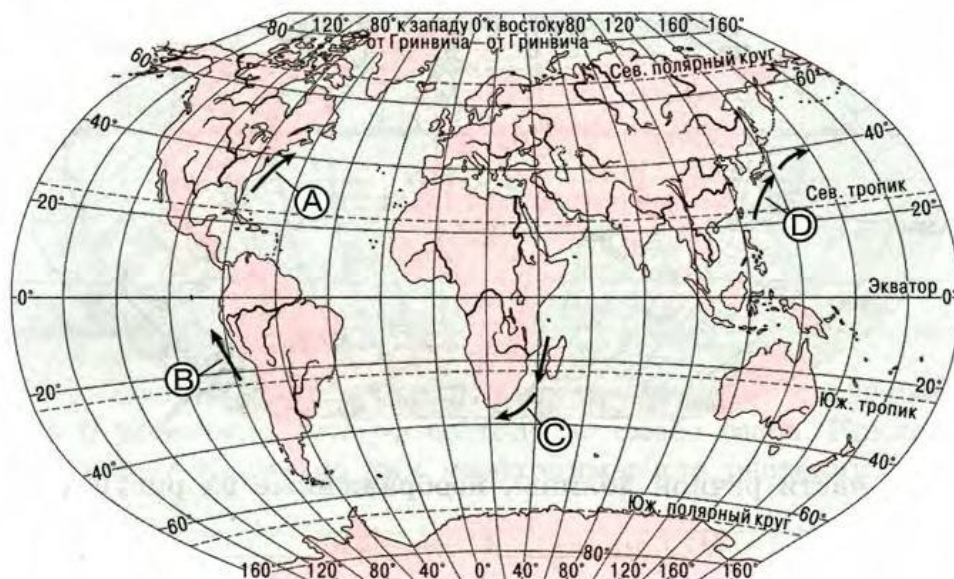 80° 120° 160° 80° к западу 0° к востоку 80° 120° 160°
от Гринвича от Гринвича
60° Сев. полярный круг 60°
40° 40°
A
Сев. тропик
20° 20°
D
Экватор
0° 0°
B
20° 20°
Юж. тропик
C
40° 40°
Юж. полярный круг
60° 60°
80°
160° 120° 80° 40° 0° 40° 80° 120° 160°